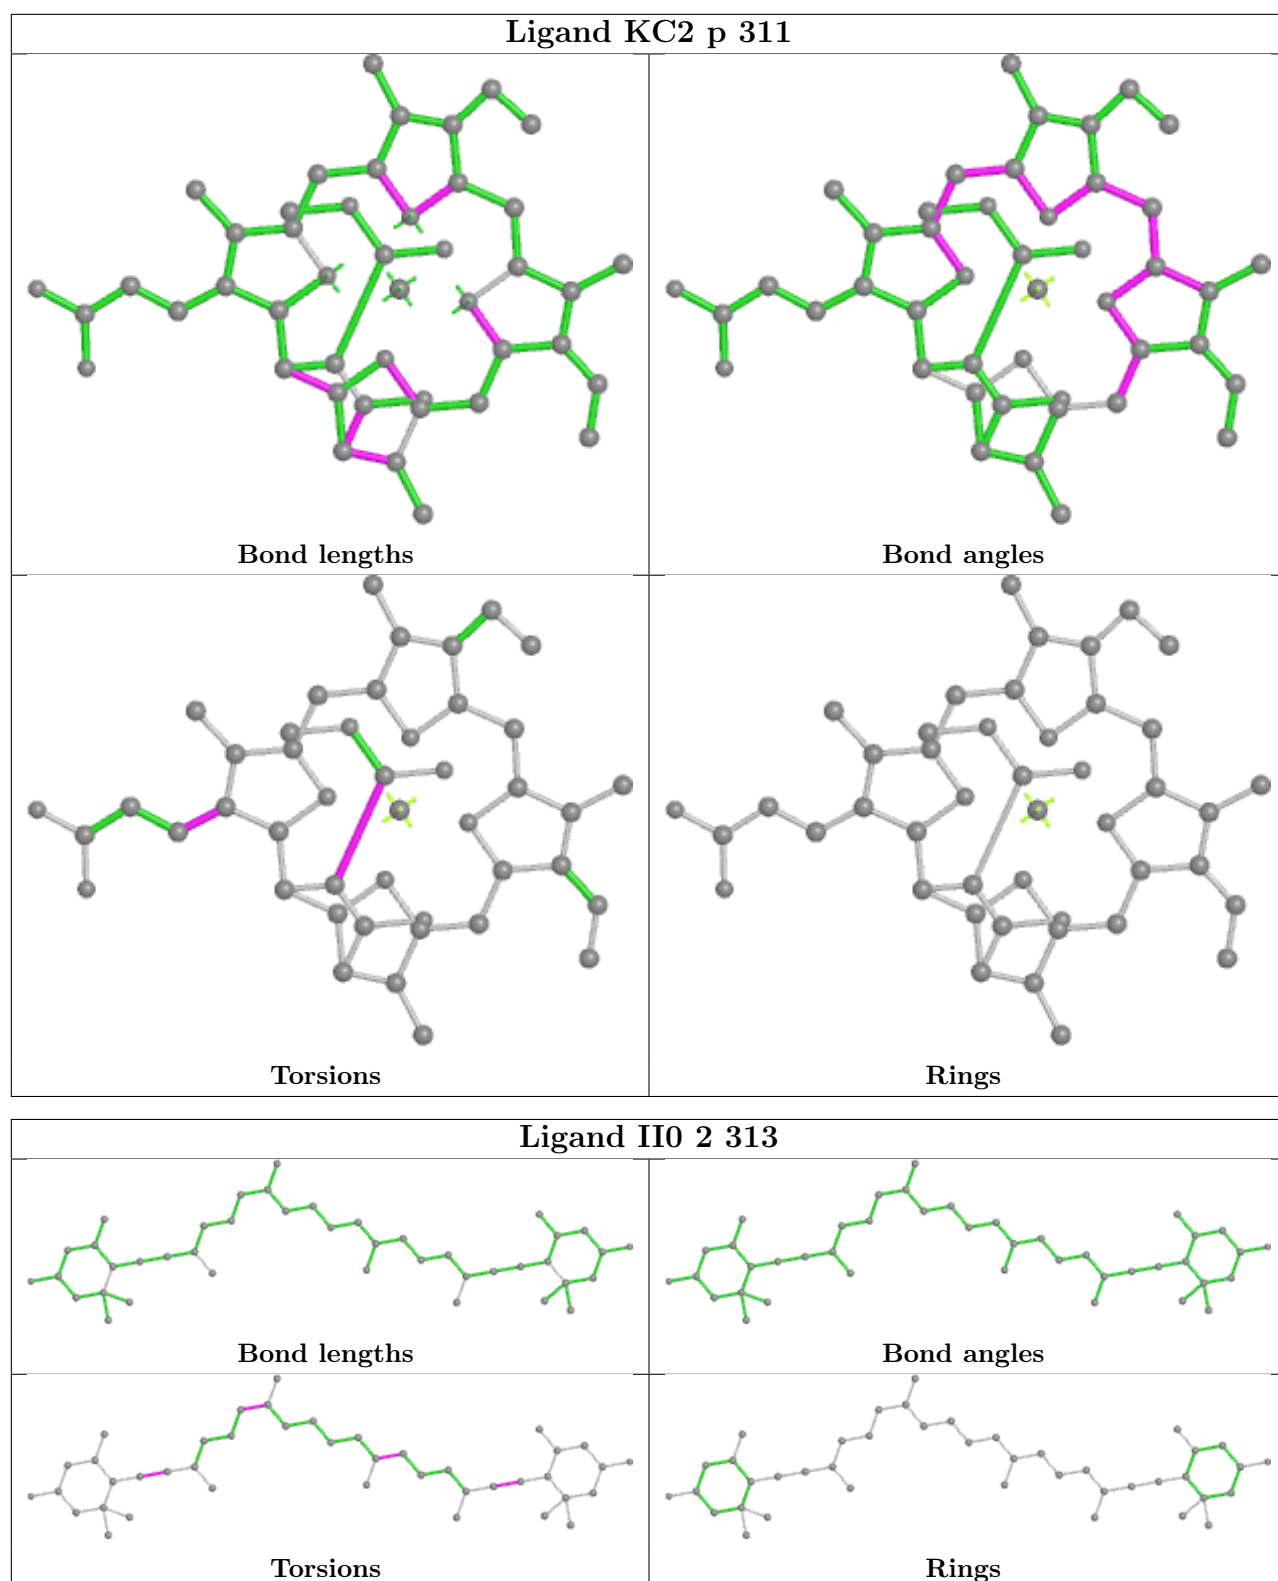 Ligand KC2 p 311
Bond lengths
Bond angles
Torsions
Rings
Ligand II0 2 313
Bond lengths
Bond angles
Torsions
Rings